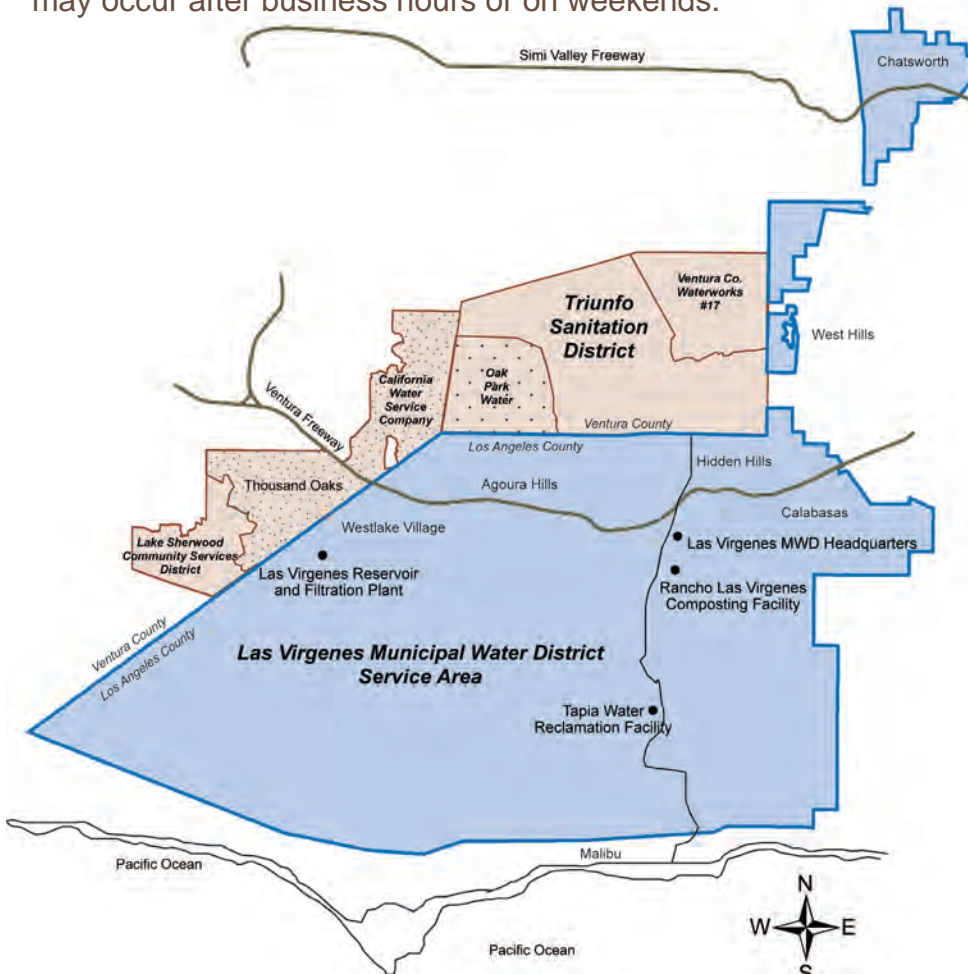 may occur after business hours or on weekends.
Simi Valley Freeway
Chatsworth
Ventura Co.
Waterworks
#17
Triunfo
Sanitation
District
West Hills
Oak
Park
Water
California
Water
Service
Company
Ventura Freeway
Ventura County
Los Angeles County
Hidden Hills
Agoura Hills
Thousand Oaks
Calabasas
Westlake Village
Las Virgenes MWD Headquarters
Lake Sherwood
Community Services
District
Las Virgenes Reservoir
and Filtration Plant
Rancho Las Virgenes
Composting Facility
Ventura County
Los Angeles County
Las Virgenes Municipal Water District
Service Area
Tapia Water
Reclamation Facility
Malibu
Pacific Ocean
Pacific Ocean
N
W E
S